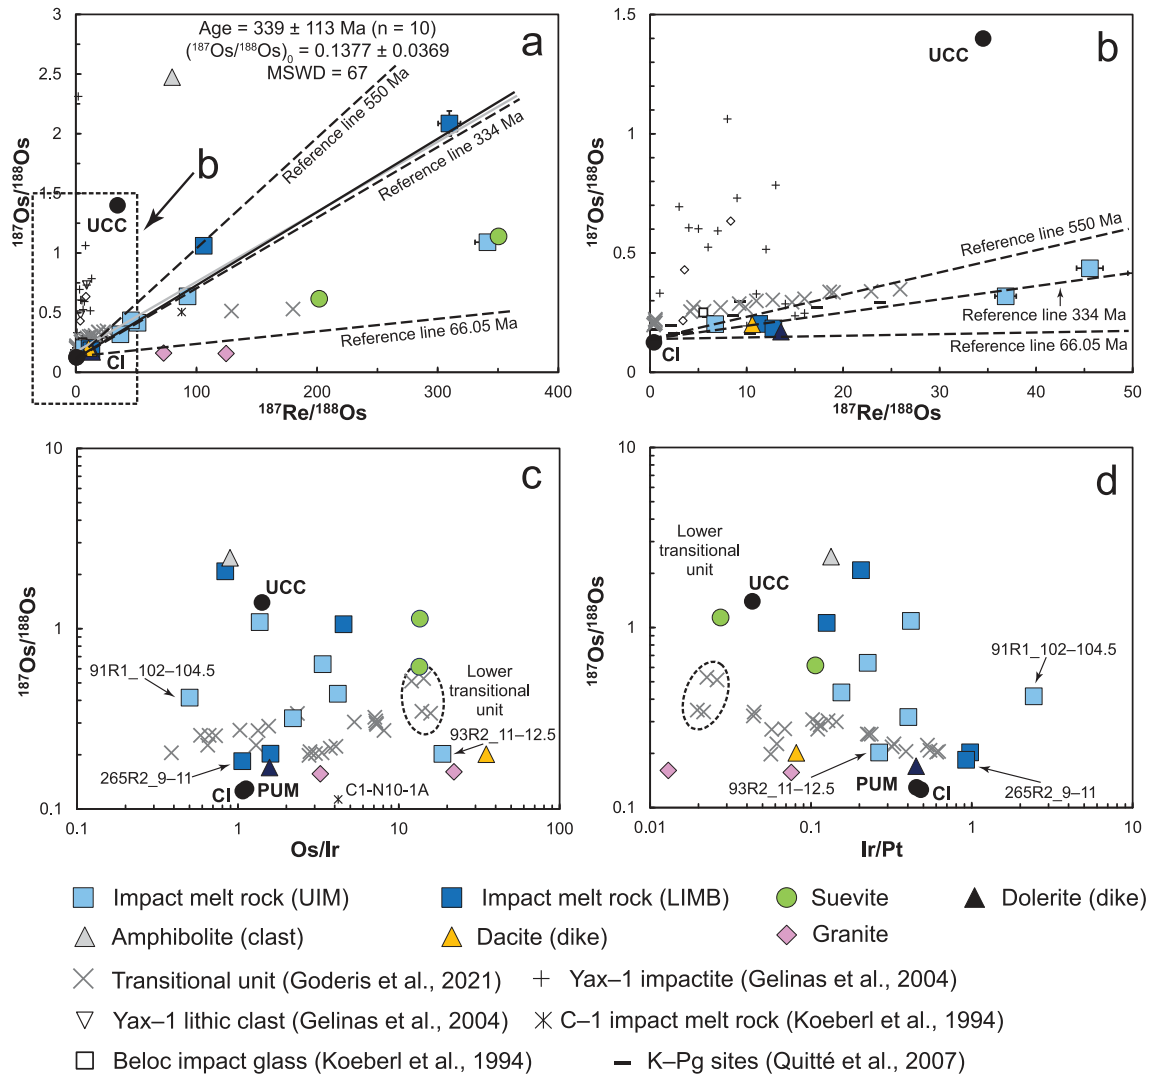 a
Age = 339 ± 113 Ma (n = 10)
(¹⁸⁷Os/¹⁸⁸Os)₀ = 0.1377 ± 0.0369
MSWD = 67
Reference line 550 Ma
Reference line 334 Ma
Reference line 66.05 Ma
b
UCC
CI
3
2.5
2
1.5
1
0.5
0
0
100
200
300
400
¹⁸⁷Os/¹⁸⁸Os
¹⁸⁷Re/¹⁸⁸Os
b
UCC
Reference line 550 Ma
Reference line 334 Ma
Reference line 66.05 Ma
CI
1.5
1
0.5
0
0
10
20
30
40
50
¹⁸⁷Os/¹⁸⁸Os
¹⁸⁷Re/¹⁸⁸Os
c
UCC
91R1_102–104.5
Lower
transitional
unit
93R2_11–12.5
265R2_9–11
CI
PUM
C1-N10-1A
10
1
0.1
0.1
1
10
100
¹⁸⁷Os/¹⁸⁸Os
Os/Ir
d
Lower
transitional
unit
UCC
91R1_102–104.5
93R2_11–12.5
PUM
CI
265R2_9–11
10
1
0.1
0.01
0.1
1
10
¹⁸⁷Os/¹⁸⁸Os
Ir/Pt
Impact melt rock (UIM)
Impact melt rock (LIMB)
Suevite
Dolerite (dike)
Amphibolite (clast)
Dacite (dike)
Granite
Transitional unit (Goderis et al., 2021)
Yax–1 impactite (Gelinas et al., 2004)
Yax–1 lithic clast (Gelinas et al., 2004)
C–1 impact melt rock (Koeberl et al., 1994)
Beloc impact glass (Koeberl et al., 1994)
K–Pg sites (Quitté et al., 2007)